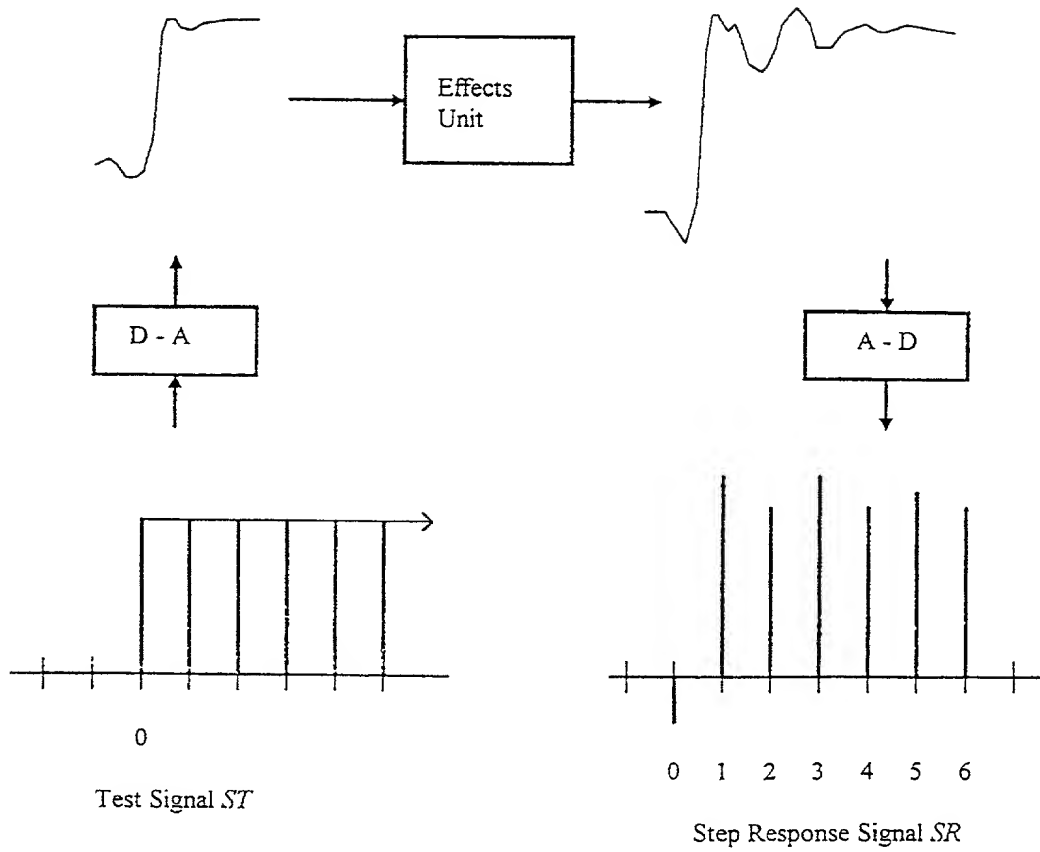 Effects
Unit
D - A
A - D
0
0 1 2 3 4 5 6
Test Signal ST
Step Response Signal SR